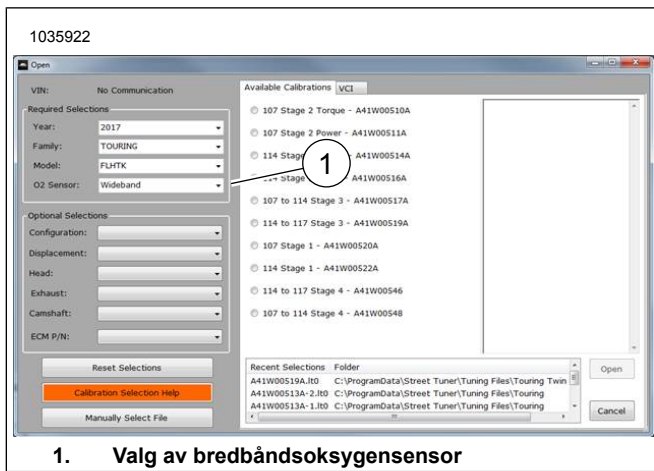 1035922
Open
VIN: No Communication
Required Selections
Year: 2017
Family: TOURING
Model: FLHTK
O2 Sensor: Wideband
Optional Selections
Configuration:
Displacement:
Head:
Exhaust:
Camshaft:
ECM P/N:
Reset Selections
Calibration Selection Help
Manually Select File
Available Calibrations VCI
107 Stage 2 Torque - A41W00510A
107 Stage 2 Power - A41W00511A
114 Stage A41W00514A
114 Stage A41W00516A
107 to 114 Stage 3 - A41W00517A
114 to 117 Stage 3 - A41W00519A
107 Stage 1 - A41W00520A
114 Stage 1 - A41W00522A
114 to 117 Stage 4 - A41W00546
107 to 114 Stage 4 - A41W00548
1
Recent Selections Folder
A41W00519A.lt0 C:\ProgramData\Street Tuner\Tuning Files\Touring Twin
A41W00513A-2.lt0 C:\ProgramData\Street Tuner\Tuning Files\Touring
A41W00513A-1.lt0 C:\ProgramData\Street Tuner\Tuning Files\Touring
Open
Cancel
1. Valg av bredbåndsoksygensensor